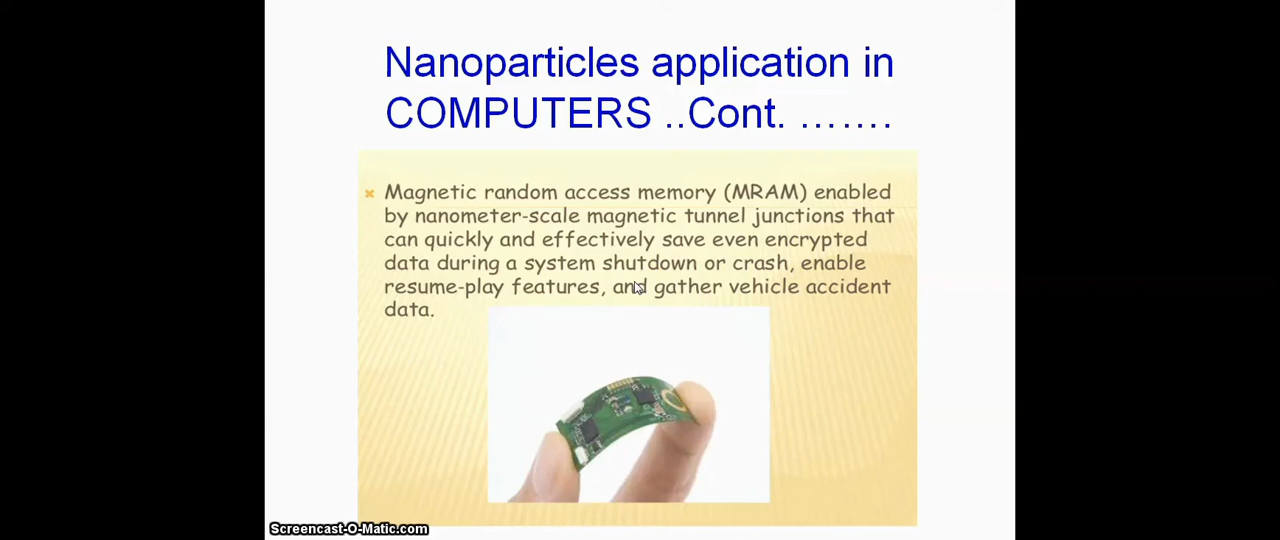 Nanoparticles application in
COMPUTERS ..Cont. …….
Magnetic random access memory (MRAM) enabled
by nanometer-scale magnetic tunnel junctions that
can quickly and effectively save even encrypted
data during a system shutdown or crash, enable
resume-play features, and gather vehicle accident
data.
Screencast-O-Matic.com